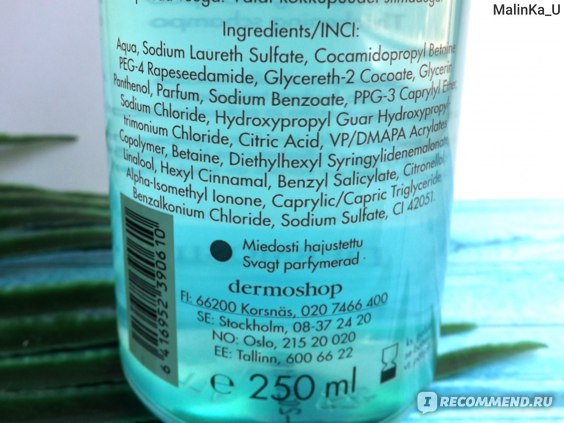 MalinKa_U
Ingredients/INCI:
Aqua, Sodium Laureth Sulfate, Cocamidopropyl Betaine,
PEG-4 Rapeseedamide, Glycereth-2 Cocoate, Glycerin,
Panthenol, Parfum, Sodium Benzoate, PPG-3 Caprylyl Ether,
Sodium Chloride, Hydroxypropyl Guar Hydroxypropyl-
trimonium Chloride, Citric Acid, VP/DMAPA Acrylates
Copolymer, Betaine, Diethylhexyl Syringylidenemalonate,
Linalool, Hexyl Cinnamal, Benzyl Salicylate, Citronellol,
Alpha-Isomethyl Ionone, Caprylic/Capric Triglyceride,
Benzalkonium Chloride, Sodium Sulfate, CI 42051.
Miedosti hajustettu
Svagt parfymerad
dermoshop
FI: 66200 Korsnäs, 020 7466 400
SE: Stockholm, 08-37 24 20
NO: Oslo, 215 20 020
EE: Tallinn, 600 66 22
e 250 ml
6 416952 390610
IRECOMMEND.RU